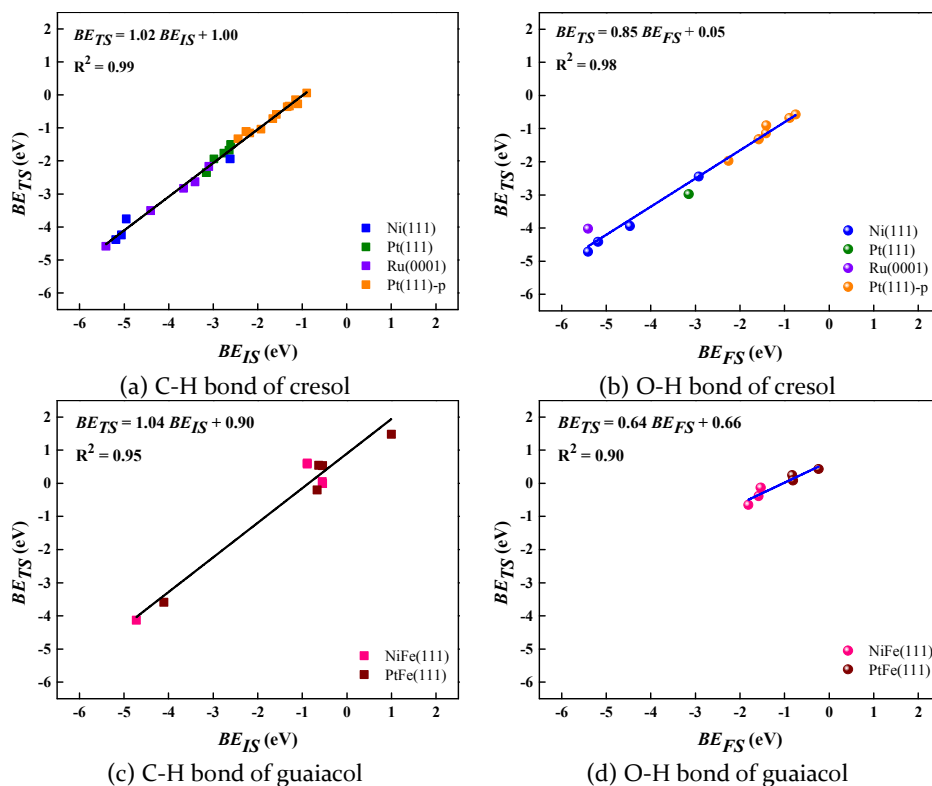 BE_TS = 1.02 BE_IS + 1.00
R² = 0.99
2
1
0
-1
-2
-3
-4
-5
-6
BE_TS (eV)
Ni(111)
Pt(111)
Ru(0001)
Pt(111)-p
-6 -5 -4 -3 -2 -1 0 1 2
BE_IS (eV)
(a) C-H bond of cresol
BE_TS = 0.85 BE_FS + 0.05
R² = 0.98
2
1
0
-1
-2
-3
-4
-5
-6
BE_TS (eV)
Ni(111)
Pt(111)
Ru(0001)
Pt(111)-p
-6 -5 -4 -3 -2 -1 0 1 2
BE_FS (eV)
(b) O-H bond of cresol
BE_TS = 1.04 BE_IS + 0.90
R² = 0.95
2
1
0
-1
-2
-3
-4
-5
-6
BE_TS (eV)
NiFe(111)
PtFe(111)
-6 -5 -4 -3 -2 -1 0 1 2
BE_IS (eV)
(c) C-H bond of guaiacol
BE_TS = 0.64 BE_FS + 0.66
R² = 0.90
2
1
0
-1
-2
-3
-4
-5
-6
BE_TS (eV)
NiFe(111)
PtFe(111)
-6 -5 -4 -3 -2 -1 0 1 2
BE_FS (eV)
(d) O-H bond of guaiacol